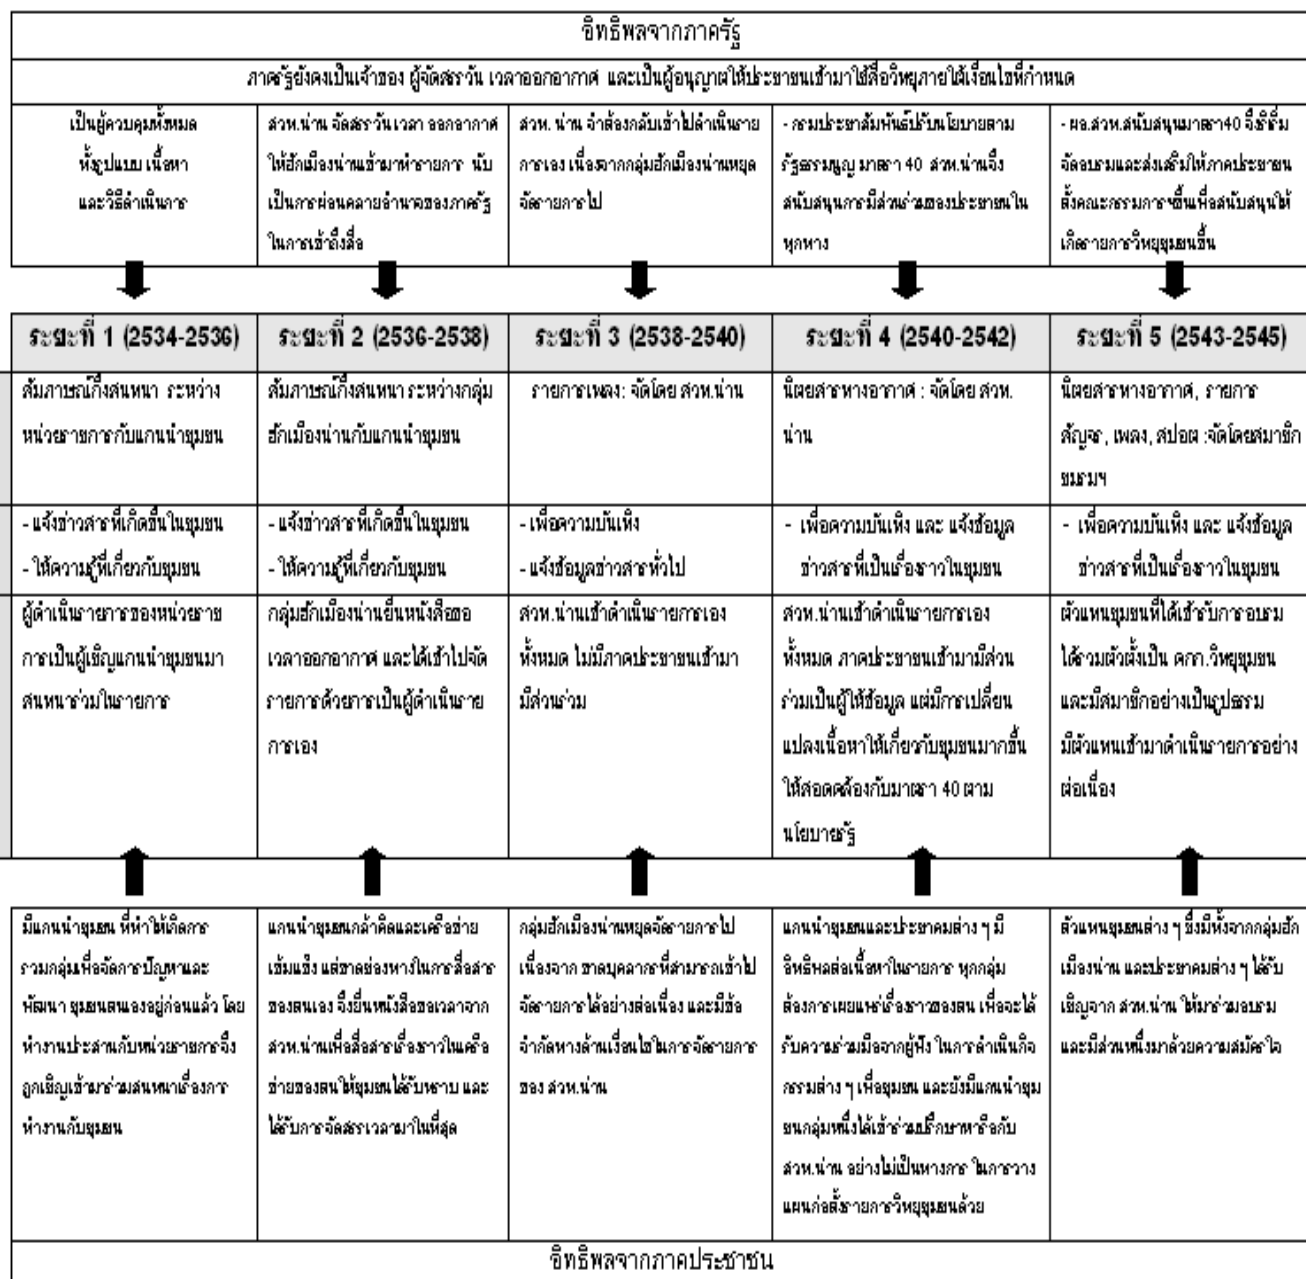 อิทธิพลจากภาครัฐ
ภาครัฐยังคงเป็นเจ้าของ ผู้จัดสรรวัน เวลาออกอากาศ และเป็นผู้อนุญาตให้ประชาชนเข้ามาใช้สื่อวิทยุภายใต้เงื่อนไขที่กำหนด
เป็นผู้ควบคุมทั้งหมด
ทั้งรูปแบบ เนื้อหา
และวิธีดำเนินการ
สวท.น่าน จัดสรรวัน เวลา ออกอากาศ
ให้ฮักเมืองน่านเข้ามาทำรายการ นับ
เป็นการผ่อนคลายอำนาจของภาครัฐ
ในการเข้าถึงสื่อ
สวท. น่าน จำต้องกลับเข้าไปดำเนินราย
การเอง เนื่องจากกลุ่มฮักเมืองน่านหยุด
จัดรายการไป
- กรมประชาสัมพันธ์ปรับนโยบายตาม
รัฐธรรมนูญ มาตรา 40 สวท.น่านจึง
สนับสนุนการมีส่วนร่วมของประชาชนใน
ทุกทาง
- ผอ.สวท.สนับสนุนมาตรา40 จึงริเริ่ม
จัดอบรมและส่งเสริมให้ภาคประชาชน
ตั้งคณะกรรมการฯขึ้นเพื่อสนับสนุนให้
เกิดรายการวิทยุชุมชนขึ้น
ระยะที่ 1 (2534-2536)
ระยะที่ 2 (2536-2538)
ระยะที่ 3 (2538-2540)
ระยะที่ 4 (2540-2542)
ระยะที่ 5 (2543-2545)
สัมภาษณ์กึ่งสนทนา ระหว่าง
หน่วยราชการกับแกนนำชุมชน
สัมภาษณ์กึ่งสนทนา ระหว่างกลุ่ม
ฮักเมืองน่านกับแกนนำชุมชน
รายการเพลง: จัดโดย สวท.น่าน
นิตยสารทางอากาศ : จัดโดย สวท.
น่าน
นิตยสารทางอากาศ, รายการ
สัญจร, เพลง, สปอต :จัดโดยสมาชิก
ชมรมฯ
- แจ้งข่าวสารที่เกิดขึ้นในชุมชน
- ให้ความรู้ที่เกี่ยวกับชุมชน
- แจ้งข่าวสารที่เกิดขึ้นในชุมชน
- ให้ความรู้ที่เกี่ยวกับชุมชน
- เพื่อความบันเทิง
- แจ้งข้อมูลข่าวสารทั่วไป
- เพื่อความบันเทิง และ แจ้งข้อมูล
ข่าวสารที่เป็นเรื่องราวในชุมชน
- เพื่อความบันเทิง และ แจ้งข้อมูล
ข่าวสารที่เป็นเรื่องราวในชุมชน
ผู้ดำเนินรายการของหน่วยราช
การเป็นผู้เชิญแกนนำชุมชนมา
สนทนาร่วมในรายการ
กลุ่มฮักเมืองน่านยื่นหนังสือขอ
เวลาออกอากาศ และได้เข้าไปจัด
รายการด้วยการเป็นผู้ดำเนินราย
การเอง
สวท.น่านเข้าดำเนินรายการเอง
ทั้งหมด ไม่มีภาคประชาชนเข้ามา
มีส่วนร่วม
สวท.น่านเข้าดำเนินรายการเอง
ทั้งหมด ภาคประชาชนเข้ามามีส่วน
ร่วมเป็นผู้ให้ข้อมูล แต่มีการเปลี่ยน
แปลงเนื้อหาให้เกี่ยวกับชุมชนมากขึ้น
ให้สอดคล้องกับมาตรา 40 ตาม
นโยบายรัฐ
ตัวแทนชุมชนที่ได้เข้ารับการอบรม
ได้รวมตัวตั้งเป็น คกก.วิทยุชุมชน
และมีสมาชิกอย่างเป็นรูปธรรม
มีตัวแทนเข้ามาดำเนินรายการอย่าง
ต่อเนื่อง
มีแกนนำชุมชน ที่ทำให้เกิดการ
รวมกลุ่มเพื่อจัดการปัญหาและ
พัฒนา ชุมชนตนเองอยู่ก่อนแล้ว โดย
ทำงานประสานกับหน่วยราชการจึง
ถูกเชิญเข้ามาร่วมสนทนาเรื่องการ
ทำงานกับชุมชน
แกนนำชุมชนกล้าคิดและเครือข่าย
เข้มแข็ง แต่ขาดช่องทางในการสื่อสาร
ของตนเอง จึงยื่นหนังสือขอเวลาจาก
สวท.น่านเพื่อสื่อสารเรื่องราวในเครือ
ข่ายของตนให้ชุมชนได้รับทราบ และ
ได้รับการจัดสรรเวลามาในที่สุด
กลุ่มฮักเมืองน่านหยุดจัดรายการไป
เนื่องจาก ขาดบุคลากรที่สามารถเข้าไป
จัดรายการได้อย่างต่อเนื่อง และมีข้อ
จำกัดทางด้านเงื่อนไขในการจัดรายการ
ของ สวท.น่าน
แกนนำชุมชนและประชาคมต่าง ๆ มี
อิทธิพลต่อเนื้อหาในรายการ ทุกกลุ่ม
ต้องการเผยแพร่เรื่องราวของตน เพื่อจะได้
รับความร่วมมือจากผู้ฟัง ในการดำเนินกิจ
กรรมต่าง ๆ เพื่อชุมชน และยังมีแกนนำชุม
ชนกลุ่มหนึ่งได้เข้าร่วมปรึกษาหารือกับ
สวท.น่าน อย่างไม่เป็นทางการ ในการวาง
แผนก่อตั้งรายการวิทยุชุมชนด้วย
ตัวแทนชุมชนต่าง ๆ ซึ่งมีทั้งจากกลุ่มฮัก
เมืองน่าน และประชาคมต่าง ๆ ได้รับ
เชิญจาก สวท.น่าน ให้มาร่วมอบรม
และมีส่วนหนึ่งมาด้วยความสมัครใจ
อิทธิพลจากภาคประชาชน